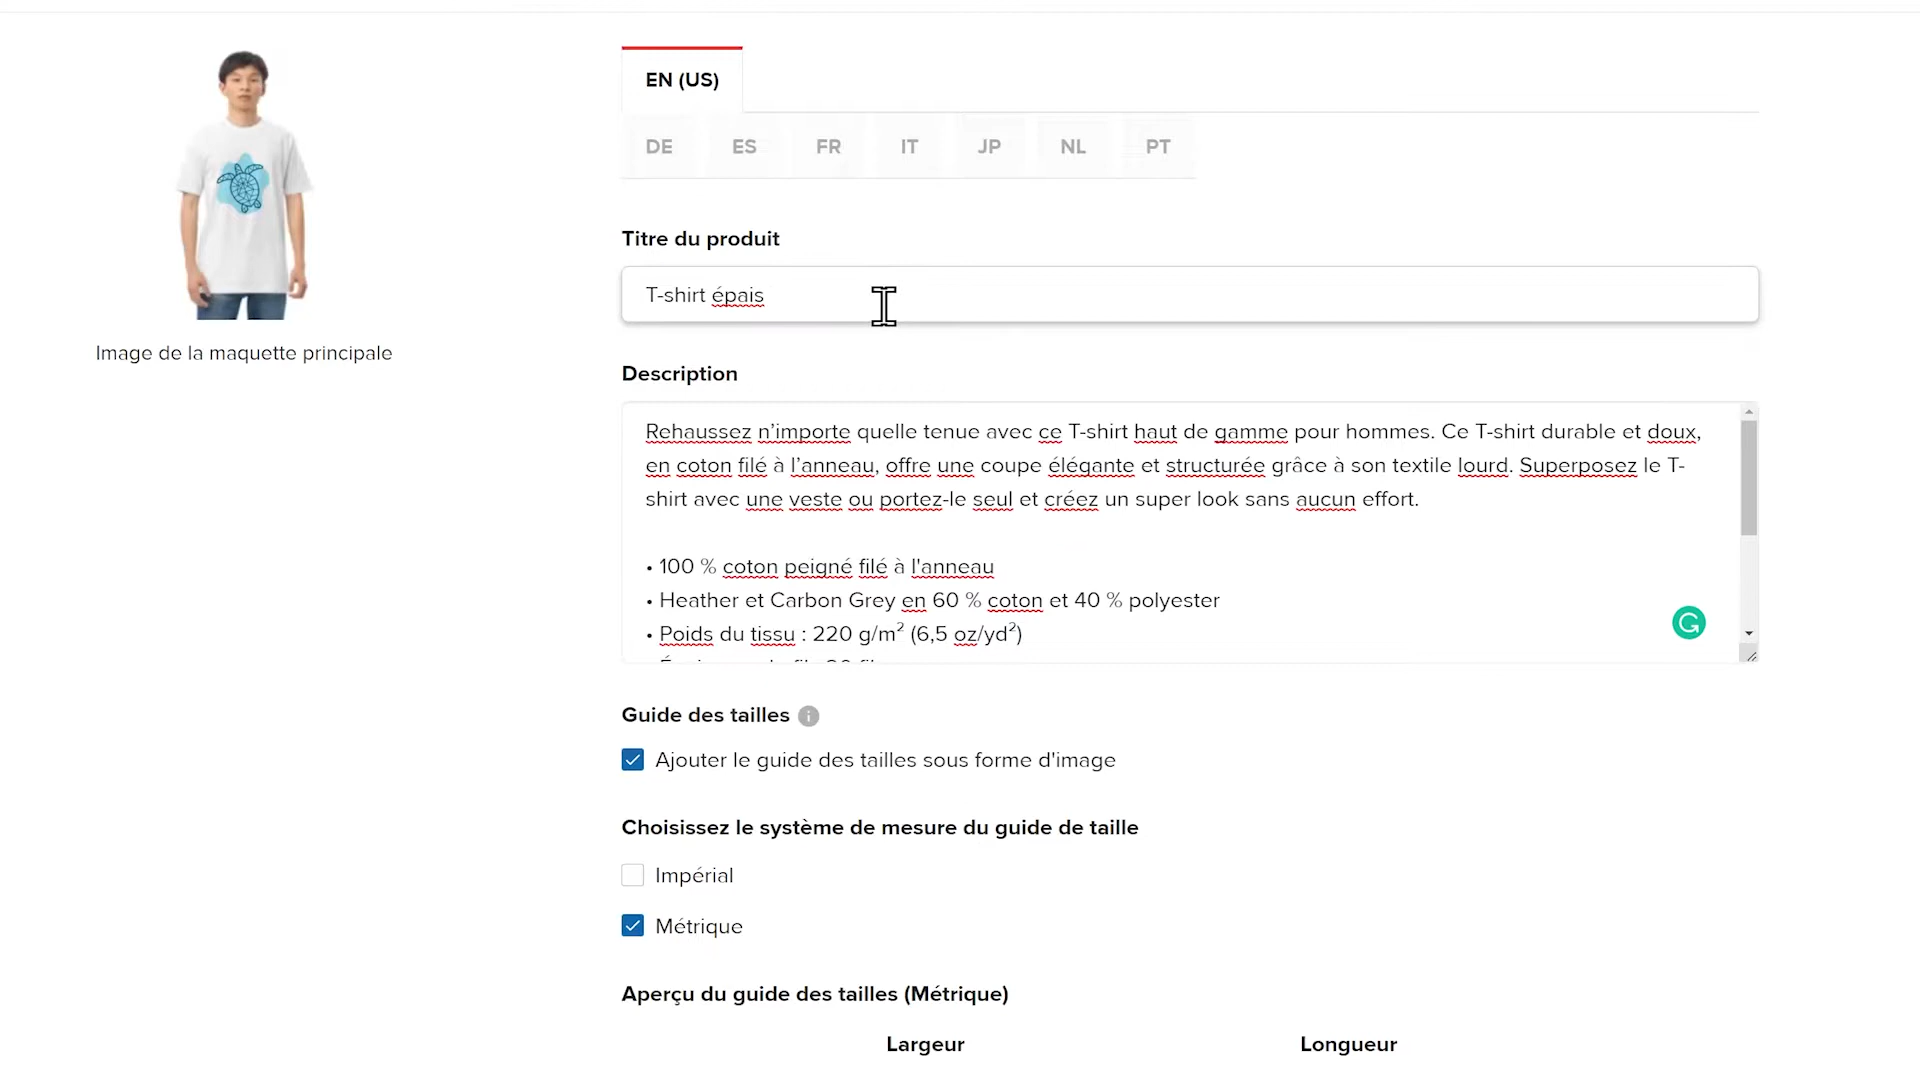 EN (US)
DE ES FR IT JP NL PT
Titre du produit
T-shirt épais
Image de la maquette principale
Description
Rehaussez n’importe quelle tenue avec ce T-shirt haut de gamme pour hommes. Ce T-shirt durable et doux,
en coton filé à l’anneau, offre une coupe élégante et structurée grâce à son textile lourd. Superposez le T-
shirt avec une veste ou portez-le seul et créez un super look sans aucun effort.
• 100 % coton peigné filé à l'anneau
• Heather et Carbon Grey en 60 % coton et 40 % polyester
• Poids du tissu : 220 g/m² (6,5 oz/yd²)
Guide des tailles
Ajouter le guide des tailles sous forme d'image
Choisissez le système de mesure du guide de taille
Impérial
Métrique
Aperçu du guide des tailles (Métrique)
Largeur Longueur